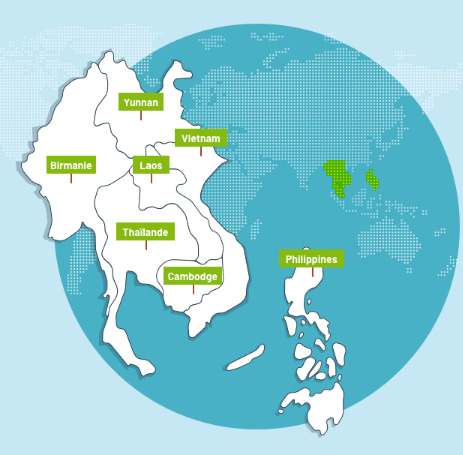 Yunnan
Vietnam
Birmanie
Laos
Thaïlande
Philippines
Cambodge